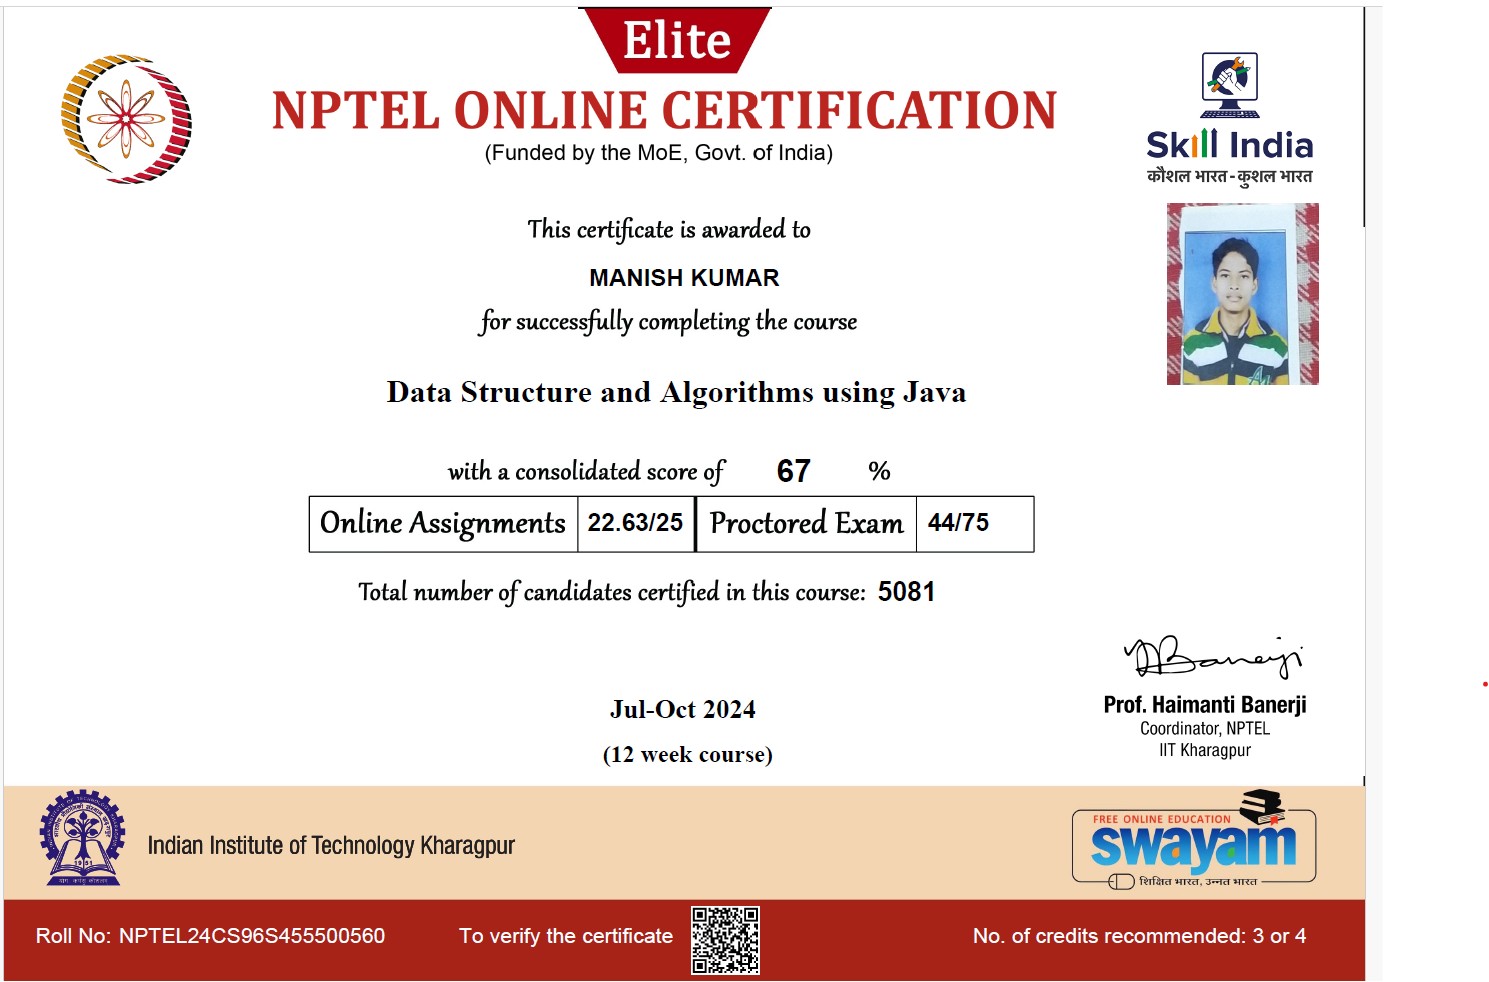 Elite
NPTEL ONLINE CERTIFICATION
(Funded by the MoE, Govt. of India)
Skill India
कौशल भारत - कुशल भारत
This certificate is awarded to
MANISH KUMAR
for successfully completing the course
Data Structure and Algorithms using Java
with a consolidated score of 67 %
Online Assignments 22.63/25 Proctored Exam 44/75
Total number of candidates certified in this course: 5081
Jul-Oct 2024
(12 week course)
Prof. Haimanti Banerji
Coordinator, NPTEL
IIT Kharagpur
Indian Institute of Technology Kharagpur
1951
FREE ONLINE EDUCATION
swayam
शिक्षित भारत, उन्नत भारत
Roll No: NPTEL24CS96S455500560
To verify the certificate
No. of credits recommended: 3 or 4